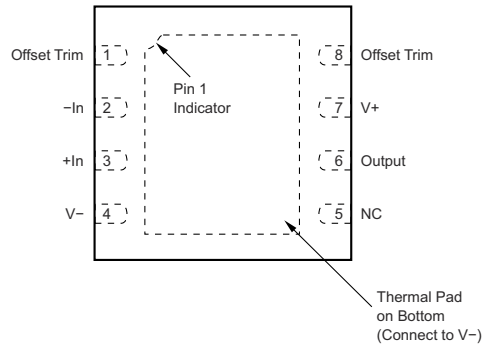 Offset Trim 1
8 Offset Trim
Pin 1
Indicator
−In 2
7 V+
+In 3
6 Output
V− 4
5 NC
Thermal Pad
on Bottom
(Connect to V−)